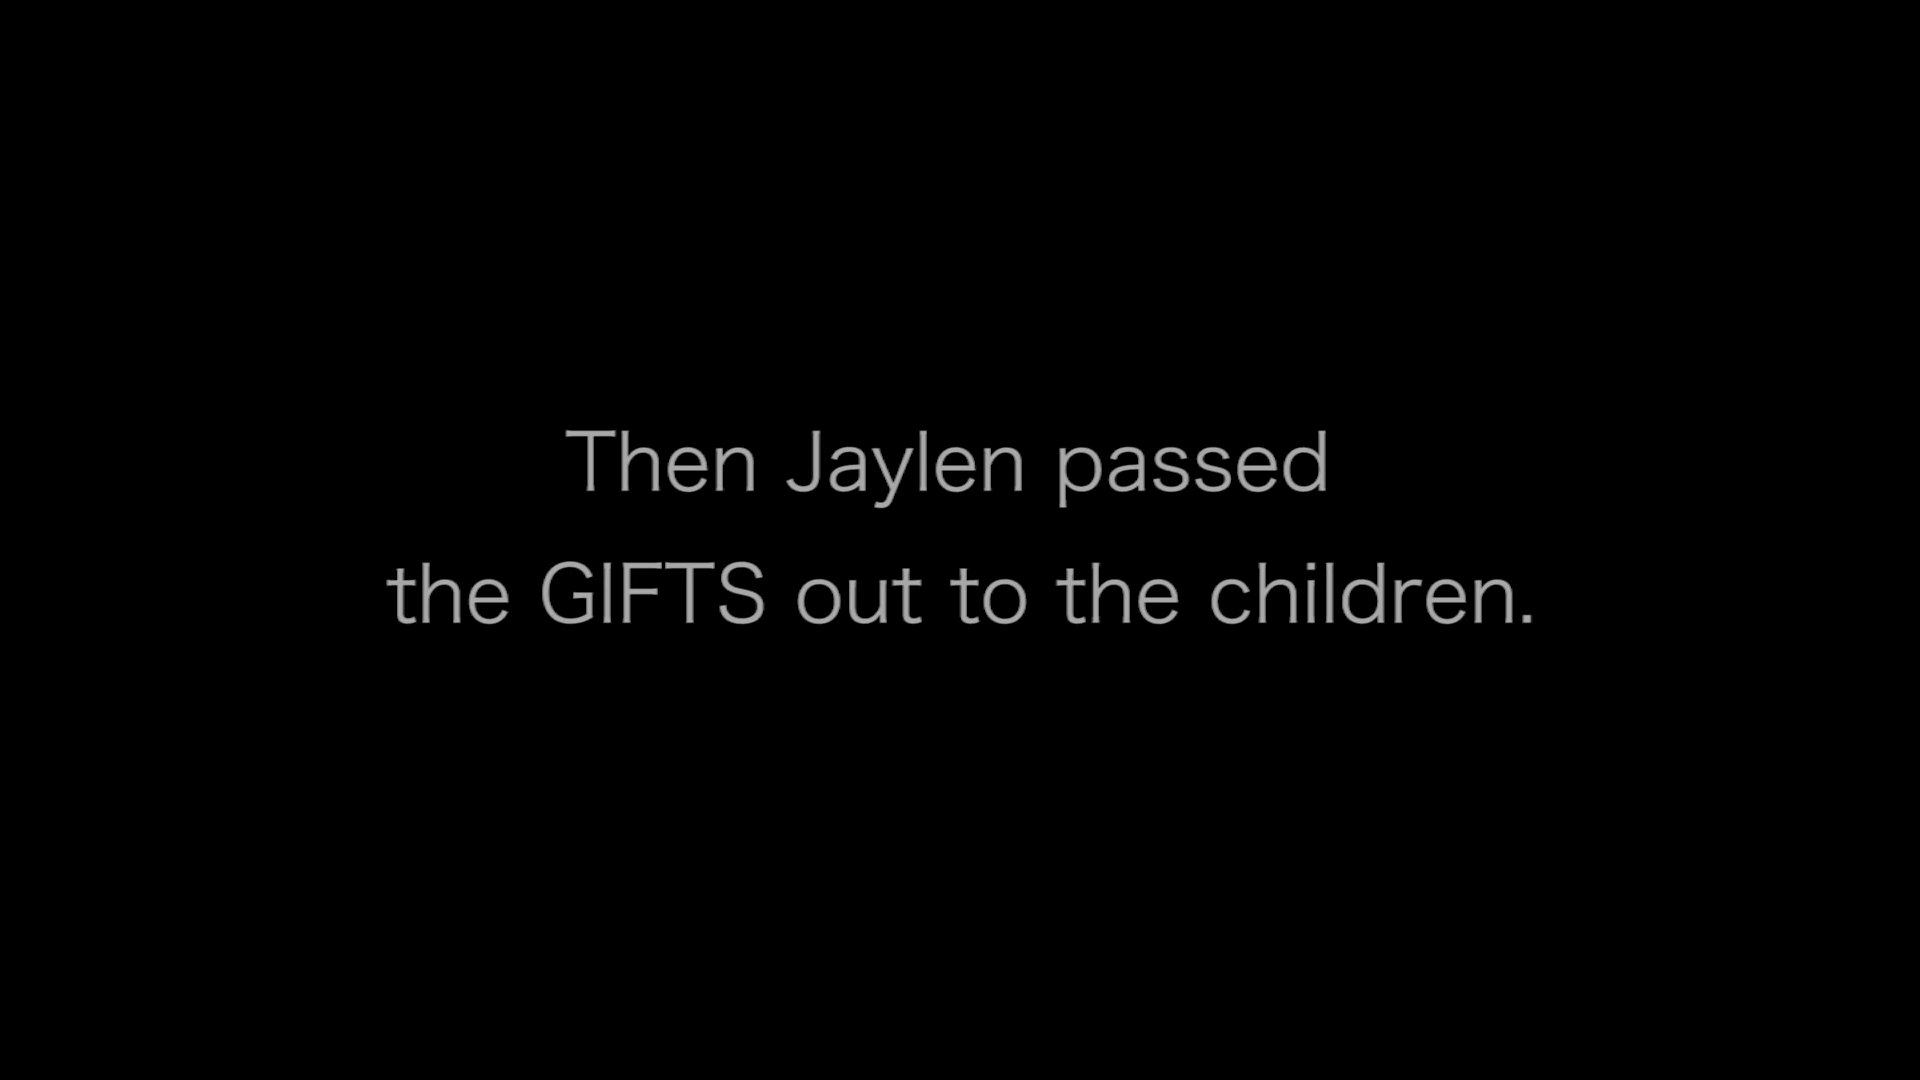 Then Jaylen passed
the GIFTS out to the children.